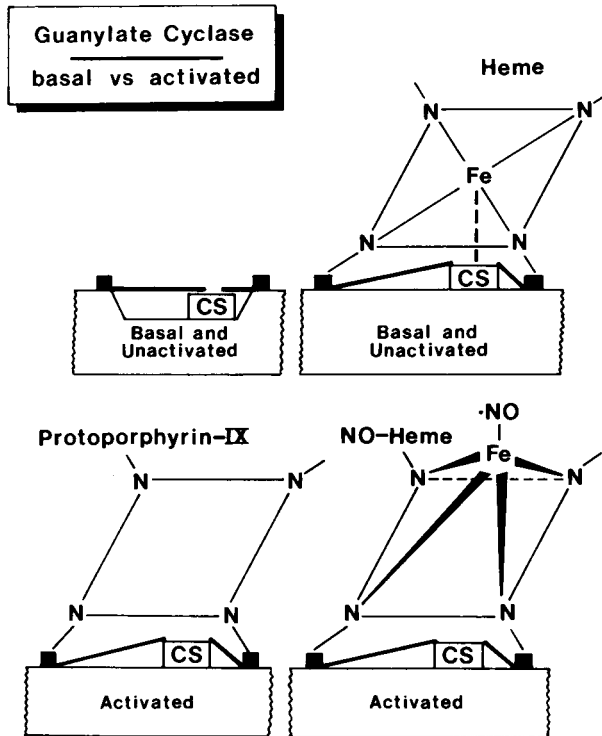 Guanylate Cyclase
basal vs activated
Heme
N
N
Fe
N
N
CS
Basal and
Unactivated
CS
Basal and
Unactivated
Protoporphyrin-IX
N
N
N
N
CS
Activated
NO-Heme
·NO
Fe
N
N
N
N
CS
Activated